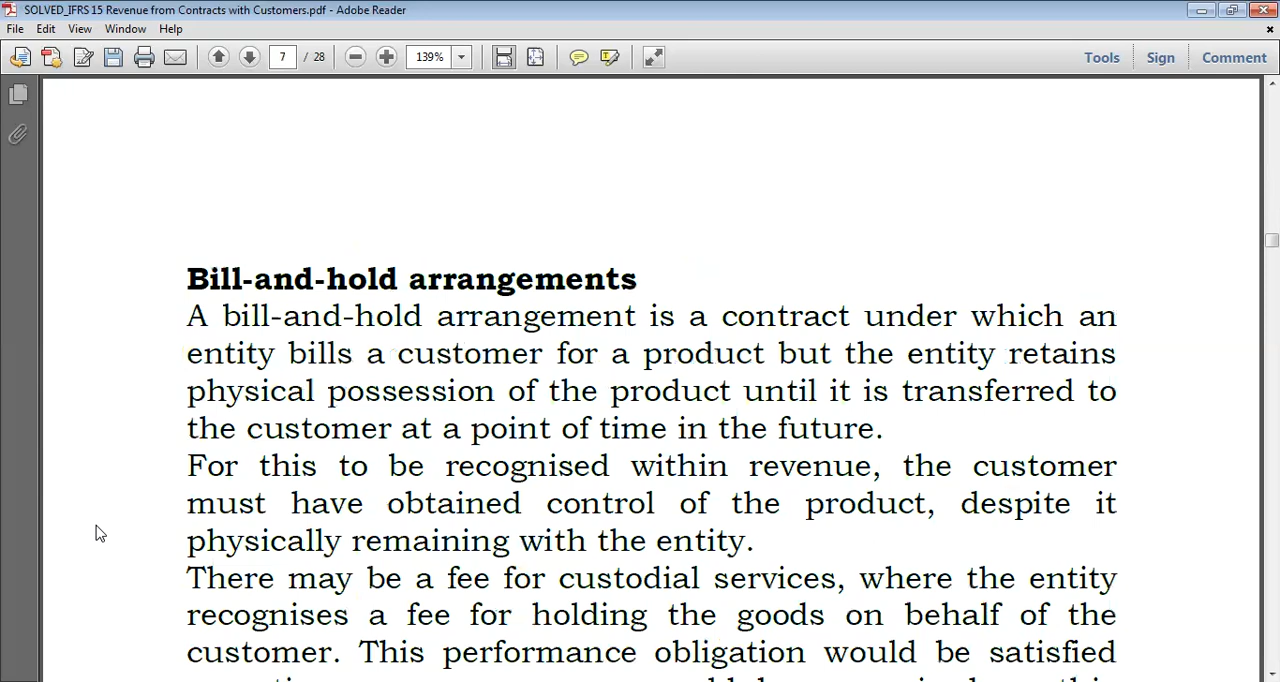 SOLVED_IFRS 15 Revenue from Contracts with Customers.pdf - Adobe Reader
File Edit View Window Help
7 / 28 139% Tools Sign Comment
Bill-and-hold arrangements
A bill-and-hold arrangement is a contract under which an
entity bills a customer for a product but the entity retains
physical possession of the product until it is transferred to
the customer at a point of time in the future.
For this to be recognised within revenue, the customer
must have obtained control of the product, despite it
physically remaining with the entity.
There may be a fee for custodial services, where the entity
recognises a fee for holding the goods on behalf of the
customer. This performance obligation would be satisfied